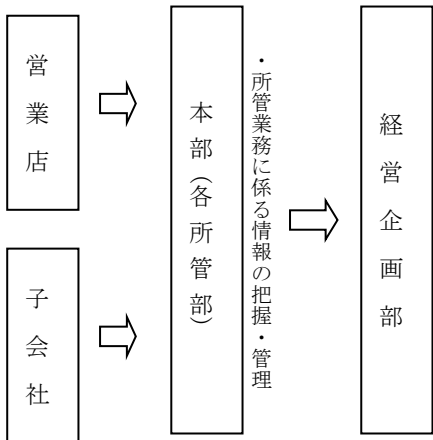 営業店
子会社
本部(各所管部)
・所管業務に係る情報の把握・管理
経営企画部